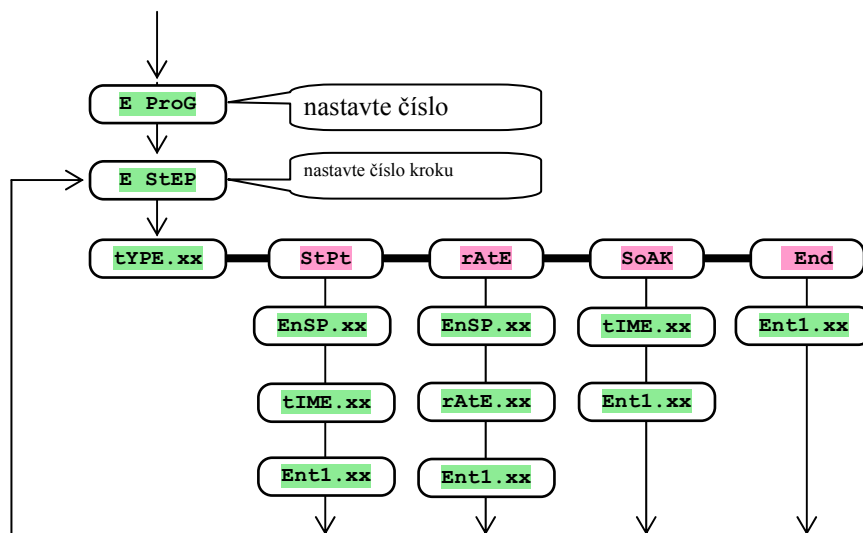 E ProG
nastavte číslo
E StEP
nastavte číslo kroku
tYPE.xx StPt rAtE SoAK End
EnSP.xx EnSP.xx tIME.xx Ent1.xx
tIME.xx rAtE.xx Ent1.xx
Ent1.xx Ent1.xx